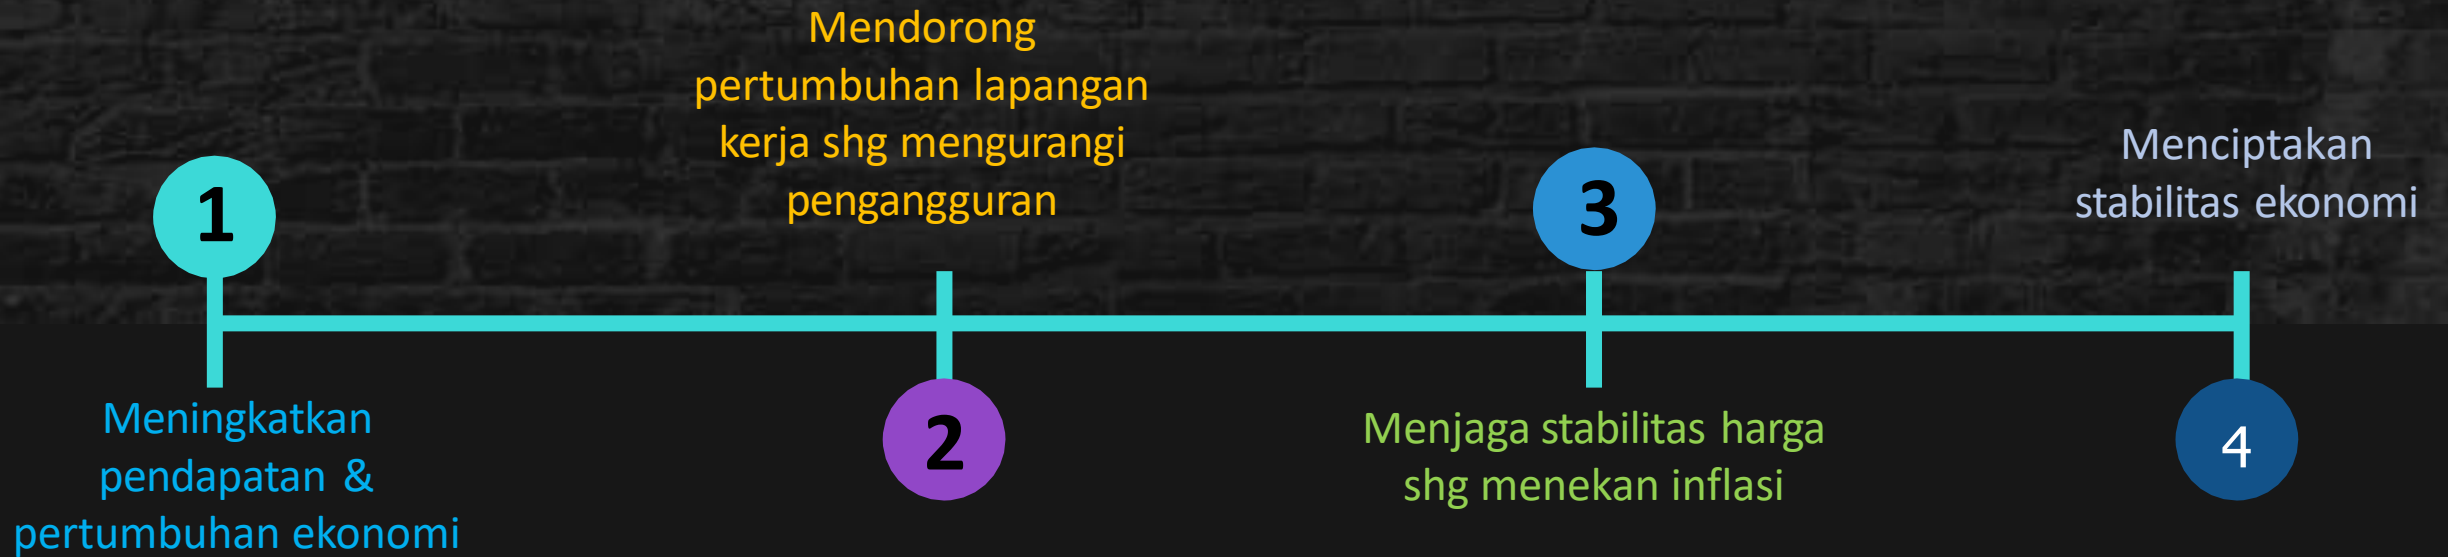 1
Meningkatkan
pendapatan &
pertumbuhan ekonomi
Mendorong
pertumbuhan lapangan
kerja shg mengurangi
pengangguran
2
3
Menjaga stabilitas harga
shg menekan inflasi
Menciptakan
stabilitas ekonomi
4